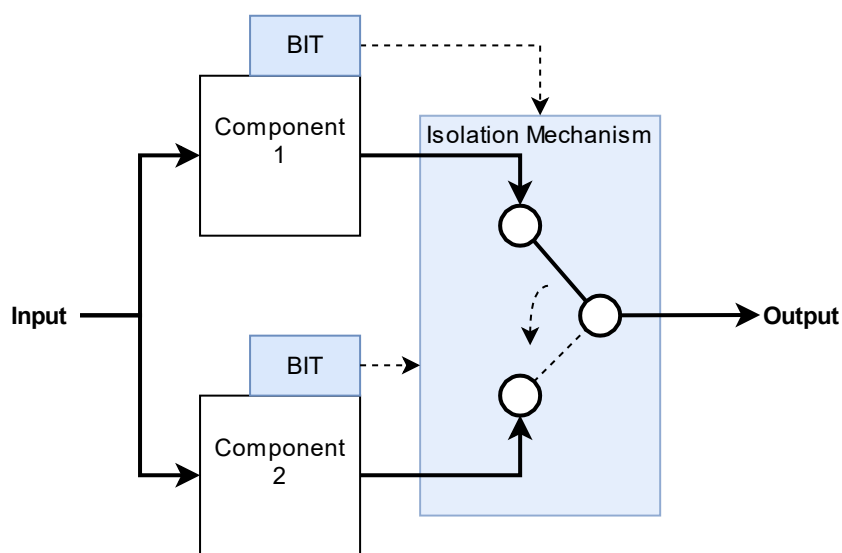 BIT
Component
1
Isolation Mechanism
Input
Output
BIT
Component
2